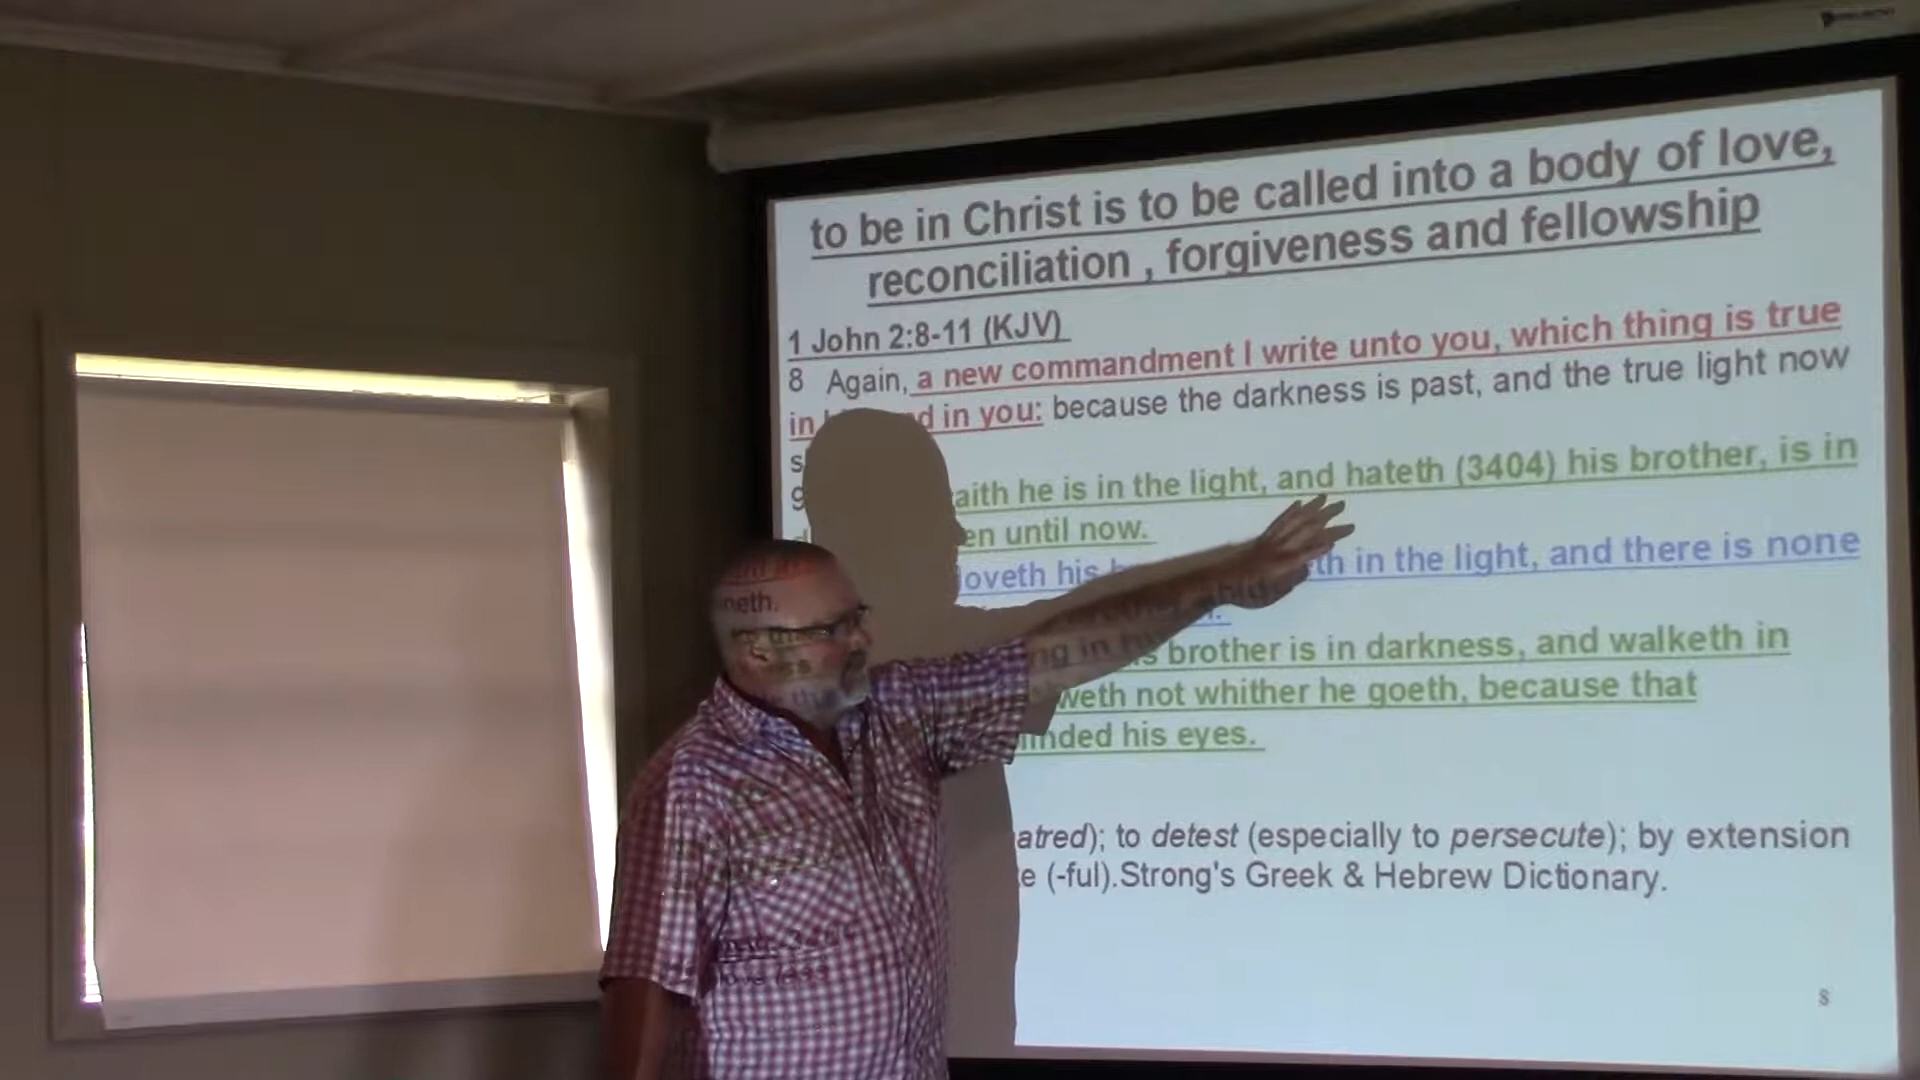 to be in Christ is to be called into a body of love,
reconciliation , forgiveness and fellowship
1 John 2:8-11 (KJV)
8 Again, a new commandment I write unto you, which thing is true
in in you: because the darkness is past, and the true light now
he is in the light, and hateth (3404) his brother, is in
until now.
loveth his in the light, and there is none
brother is in darkness, and walketh in
not whither he goeth, because that
his eyes.
to detest (especially to persecute); by extension
(-ful).Strong's Greek & Hebrew Dictionary.
8